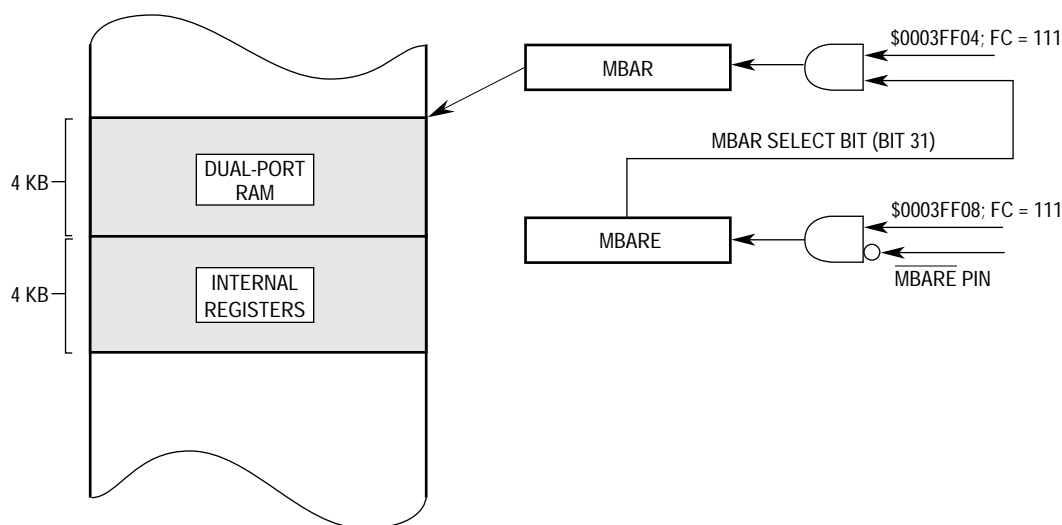 $0003FF04; FC = 111
MBAR
MBAR SELECT BIT (BIT 31)
DUAL-PORT
RAM
4 KB
$0003FF08; FC = 111
MBARE
MBARE PIN
INTERNAL
REGISTERS
4 KB